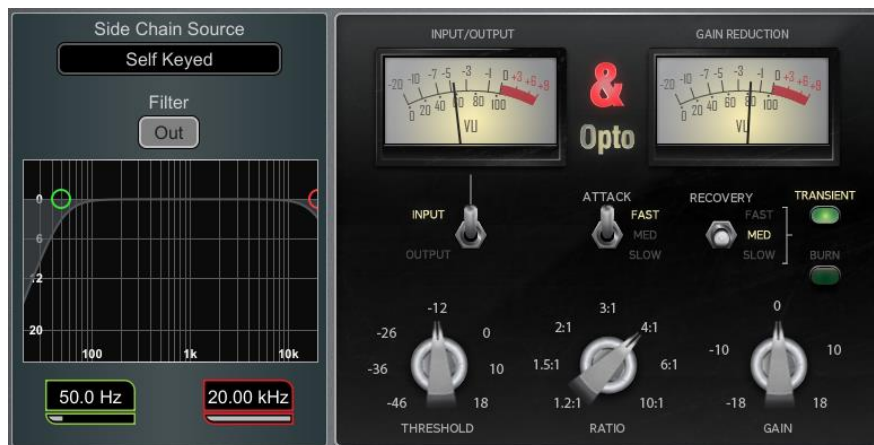 Side Chain Source
Self Keyed
Filter
Out
0
6
12
20
100
1k
10k
50.0 Hz
20.00 kHz
INPUT/OUTPUT
-20 -10 -7 -5 -3 -1 0 +3 +6 +9
0 20 40 60 80 100
VU
&
Opto
GAIN REDUCTION
-20 -10 -7 -5 -3 -1 0 +3 +6 +9
0 20 40 60 80 100
VU
INPUT
OUTPUT
ATTACK
FAST
MED
SLOW
RECOVERY
FAST
MED
SLOW
TRANSIENT
BURN
-12
-26 0
-36 10
-46 18
THRESHOLD
3:1
2:1 4:1
1.5:1 6:1
1.2:1 10:1
RATIO
0
-10 10
-18 18
GAIN